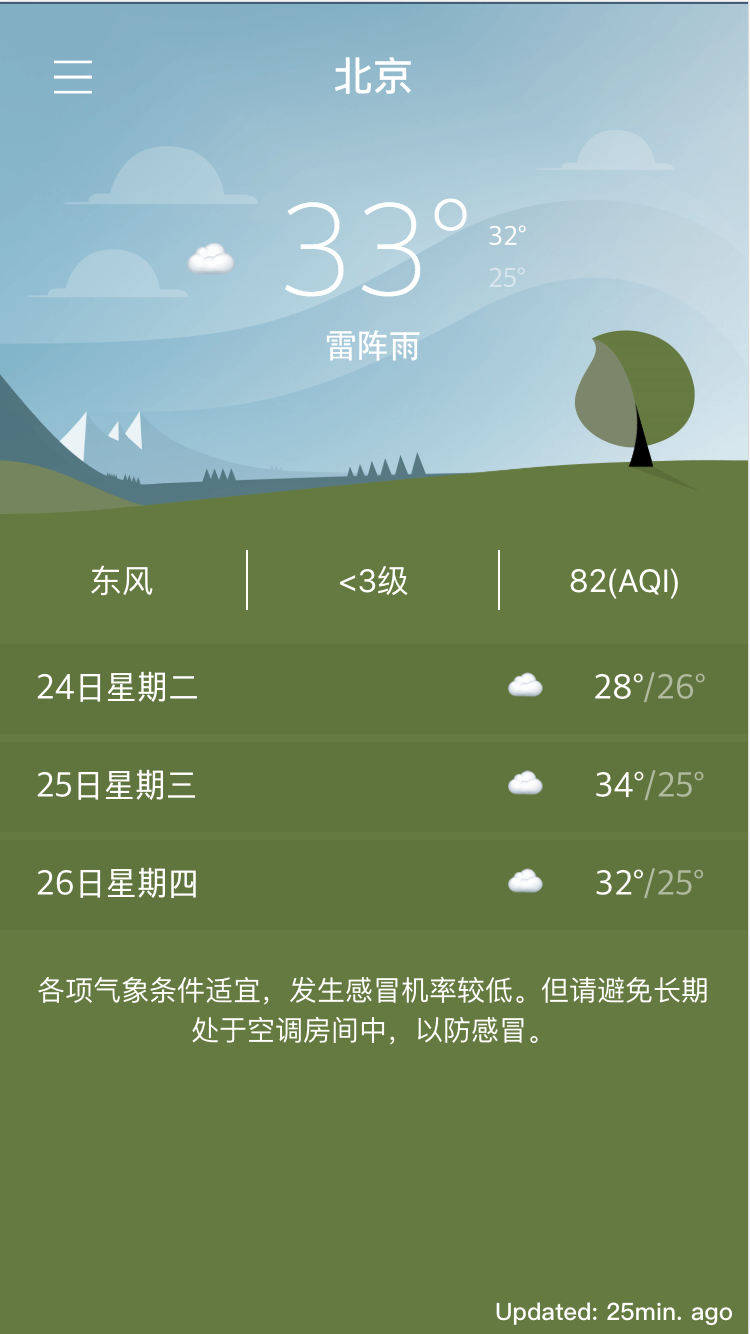 北京
33°
32°
25°
雷阵雨
东风
<3级
82(AQI)
24日星期二 28°/26°
25日星期三 34°/25°
26日星期四 32°/25°
各项气象条件适宜，发生感冒机率较低。但请避免长期
处于空调房间中，以防感冒。
Updated: 25min. ago